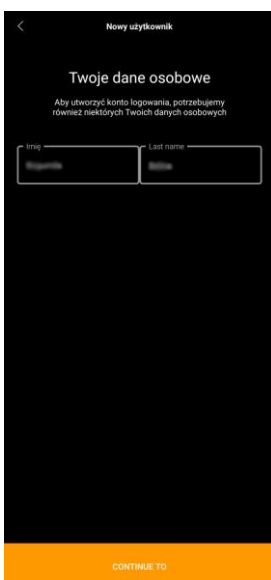 Nowy użytkownik
Twoje dane osobowe
Aby utworzyć konto logowania, potrzebujemy
również niektórych Twoich danych osobowych
Imię
Last name
CONTINUE TO